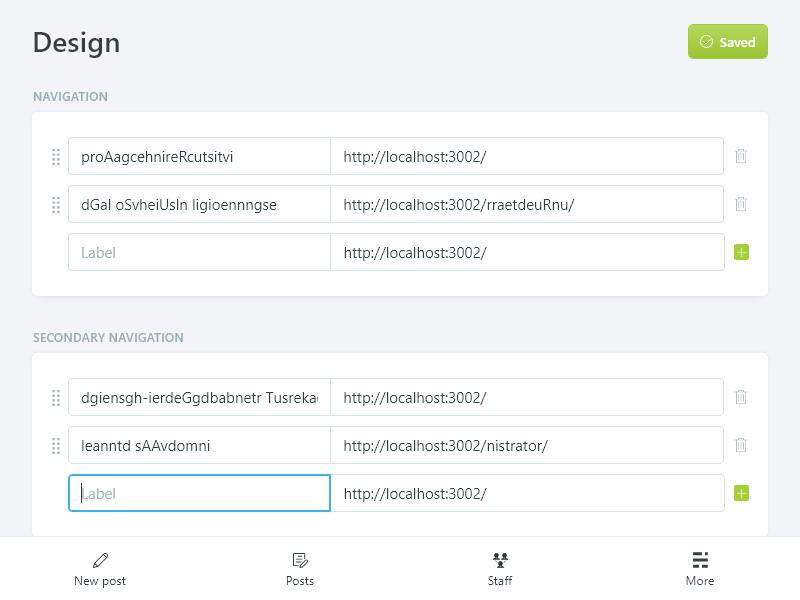 Design
Saved
NAVIGATION
proAagcehnireRcutsitvi
http://localhost:3002/
dGal oSvheiUsln ligioennngse
http://localhost:3002/rraetdeuRnu/
Label
http://localhost:3002/
SECONDARY NAVIGATION
dgiensgh-ierdeGgdbabnetr Tusreka
http://localhost:3002/
leanntd sAAvdomni
http://localhost:3002/nistrator/
Label
http://localhost:3002/
New post
Posts
Staff
More